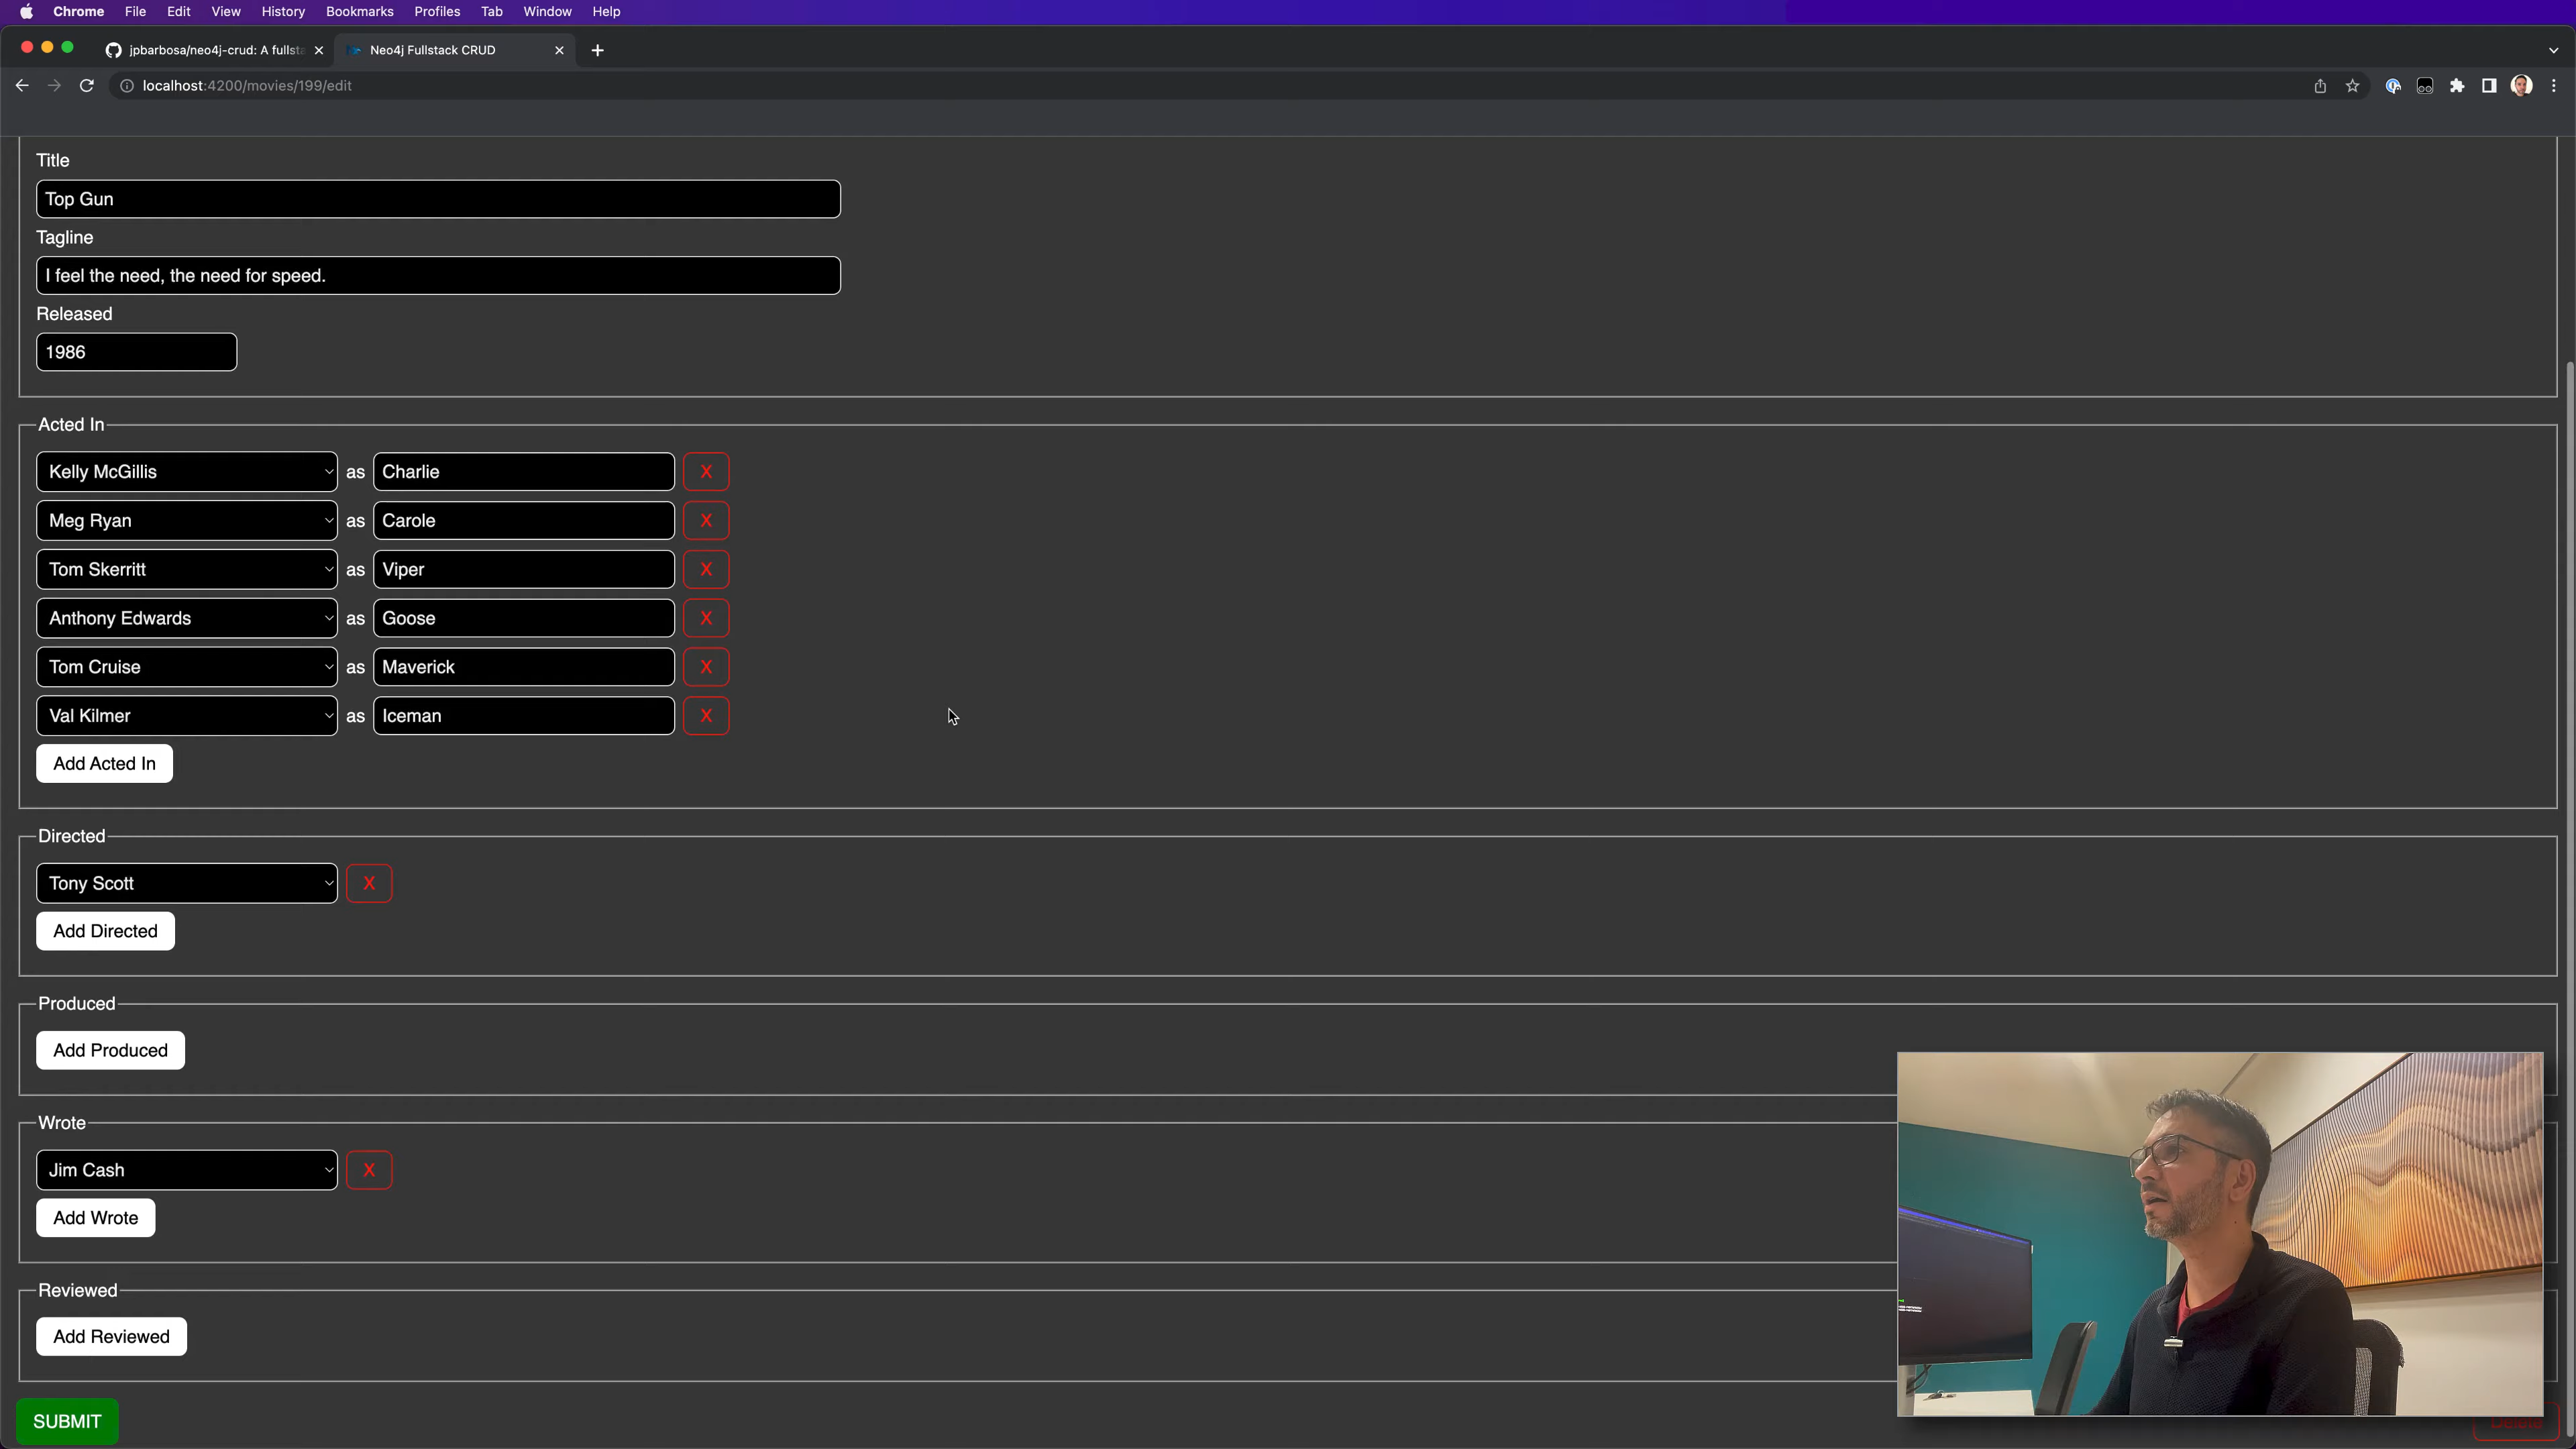 Chrome File Edit View History Bookmarks Profiles Tab Window Help
jpbarbosa/neo4j-crud: A fullsta
Neo4j Fullstack CRUD
localhost:4200/movies/199/edit
Title
Top Gun
Tagline
I feel the need, the need for speed.
Released
1986
Acted In
Kelly McGillis as Charlie X
Meg Ryan as Carole X
Tom Skerritt as Viper X
Anthony Edwards as Goose X
Tom Cruise as Maverick X
Val Kilmer as Iceman X
Add Acted In
Directed
Tony Scott X
Add Directed
Produced
Add Produced
Wrote
Jim Cash X
Add Wrote
Reviewed
Add Reviewed
SUBMIT
Delete